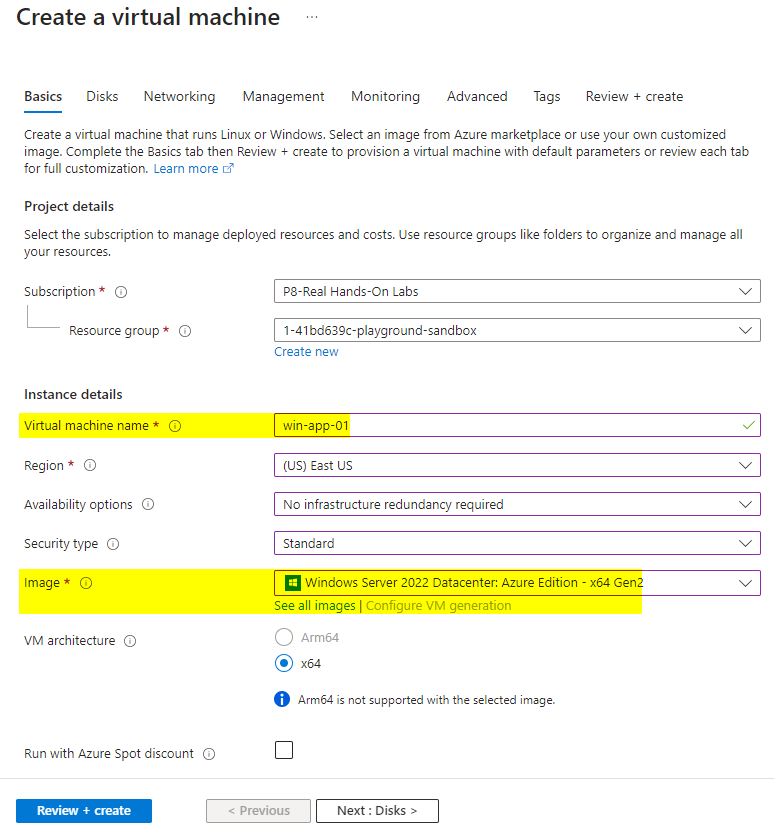 Create a virtual machine ...
Basics Disks Networking Management Monitoring Advanced Tags Review + create
Create a virtual machine that runs Linux or Windows. Select an image from Azure marketplace or use your own customized
image. Complete the Basics tab then Review + create to provision a virtual machine with default parameters or review each tab
for full customization. Learn more
Project details
Select the subscription to manage deployed resources and costs. Use resource groups like folders to organize and manage all
your resources.
Subscription * P8-Real Hands-On Labs
Resource group * 1-41bd639c-playground-sandbox
Create new
Instance details
Virtual machine name * win-app-01
Region * (US) East US
Availability options No infrastructure redundancy required
Security type Standard
Image * Windows Server 2022 Datacenter: Azure Edition - x64 Gen2
See all images | Configure VM generation
VM architecture Arm64
x64
Arm64 is not supported with the selected image.
Run with Azure Spot discount
Review + create < Previous Next : Disks >